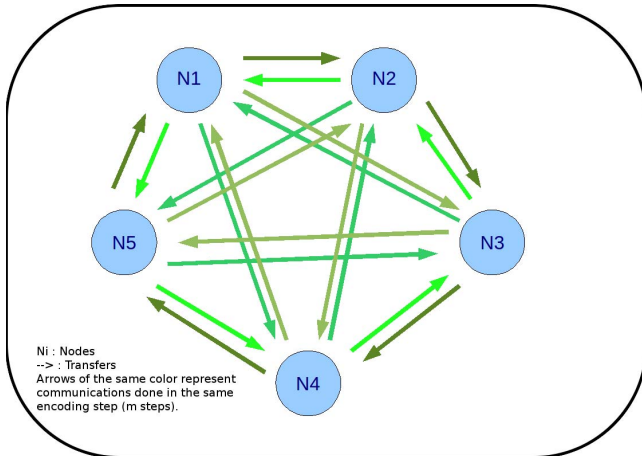 N1
N2
N5
N3
N4
Ni : Nodes
--> : Transfers
Arrows of the same color represent
communications done in the same
encoding step (m steps).